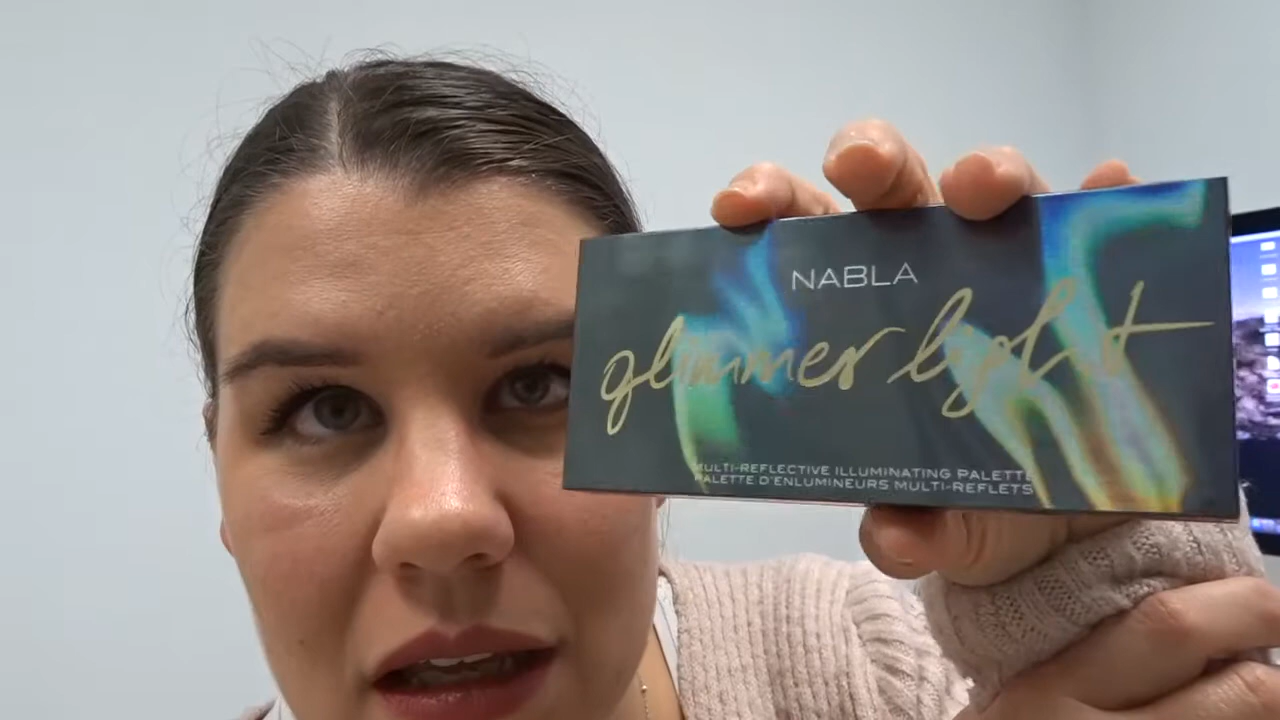 NABLA
glimmer light
MULTI-REFLECTIVE ILLUMINATING PALETTE
PALETTE D'ENLUMINEURS MULTI-REFLETS